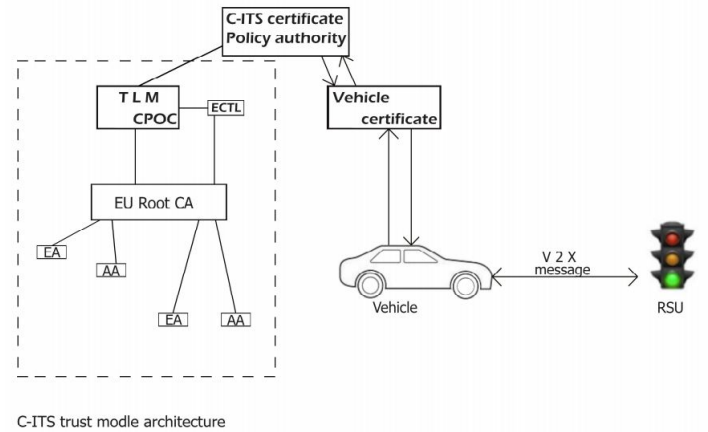 C-ITS certificate
Policy authority
T L M
CPOC
ECTL
Vehicle
certificate
EU Root CA
EA
AA
EA
AA
V 2 X
message
Vehicle
RSU
C-ITS trust modle architecture